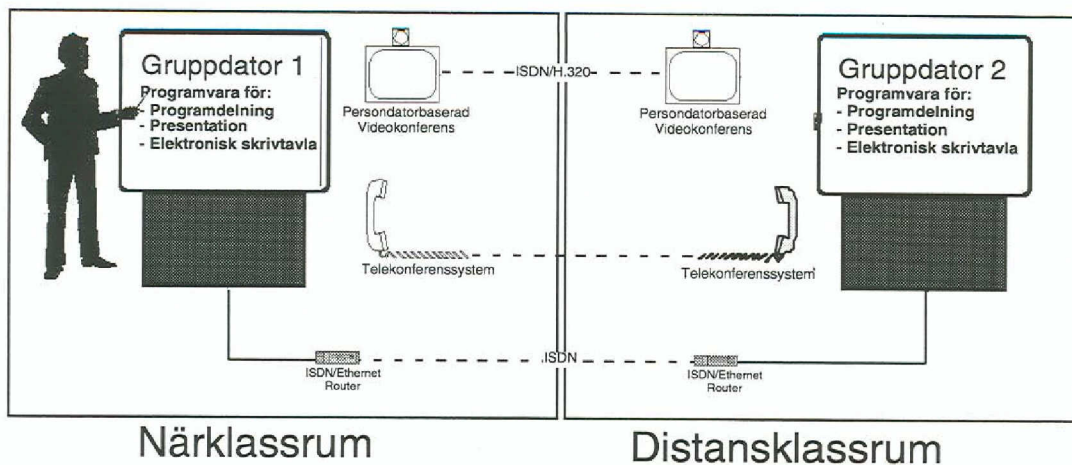 Gruppdator 1
Programvara för:
- Programdelning
- Presentation
- Elektronisk skrivtavla
Persondatorbaserad
Videokonferens
ISDN/H.320
Persondatorbaserad
Videokonferens
Gruppdator 2
Programvara för:
- Programdelning
- Presentation
- Elektronisk skrivtavla
Telekonferenssystem
Telekonferenssystem
ISDN
ISDN/Ethernet
Router
ISDN/Ethernet
Router
Närklassrum
Distansklassrum